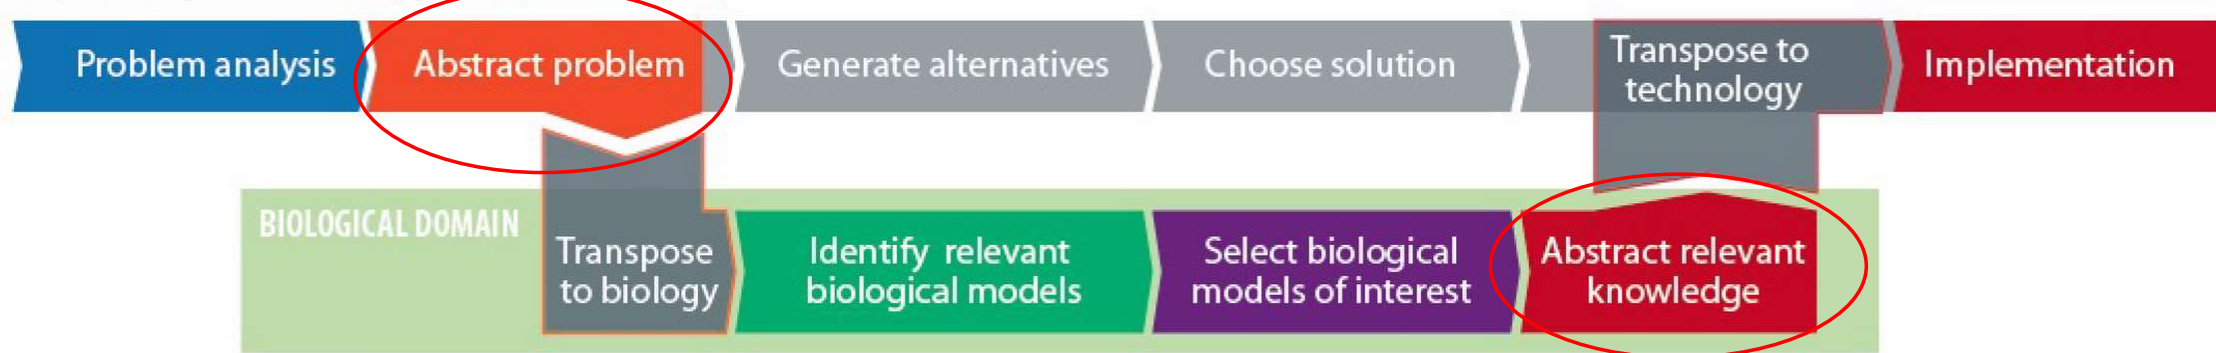 Problem analysis
Abstract problem
Generate alternatives
Choose solution
Transpose to
technology
Implementation
BIOLOGICAL DOMAIN
Transpose
to biology
Identify relevant
biological models
Select biological
models of interest
Abstract relevant
knowledge